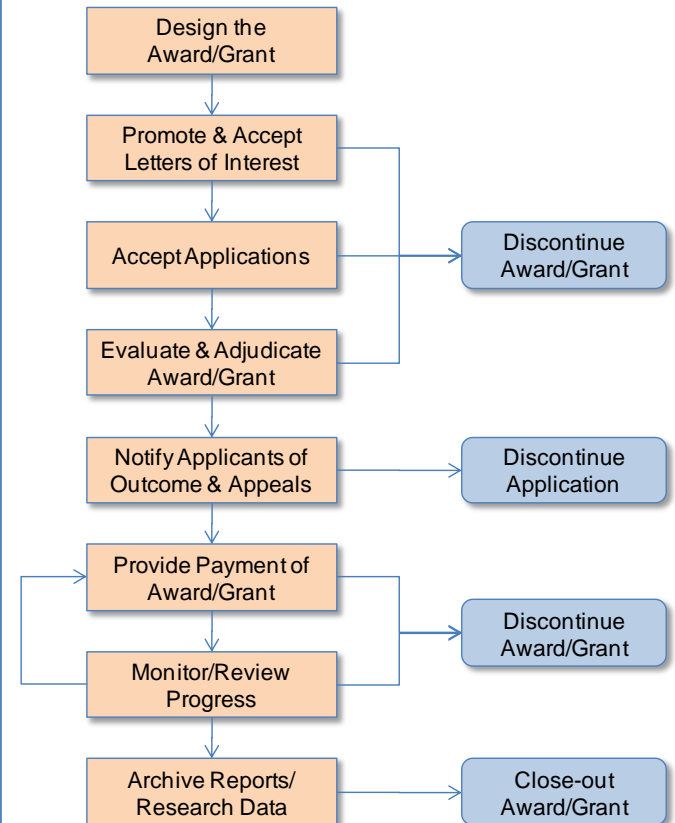 Design the
Award/Grant
Promote & Accept
Letters of Interest
Accept Applications
Discontinue
Award/Grant
Evaluate & Adjudicate
Award/Grant
Notify Applicants of
Outcome & Appeals
Discontinue
Application
Provide Payment of
Award/Grant
Discontinue
Award/Grant
Monitor/Review
Progress
Archive Reports/
Research Data
Close-out
Award/Grant